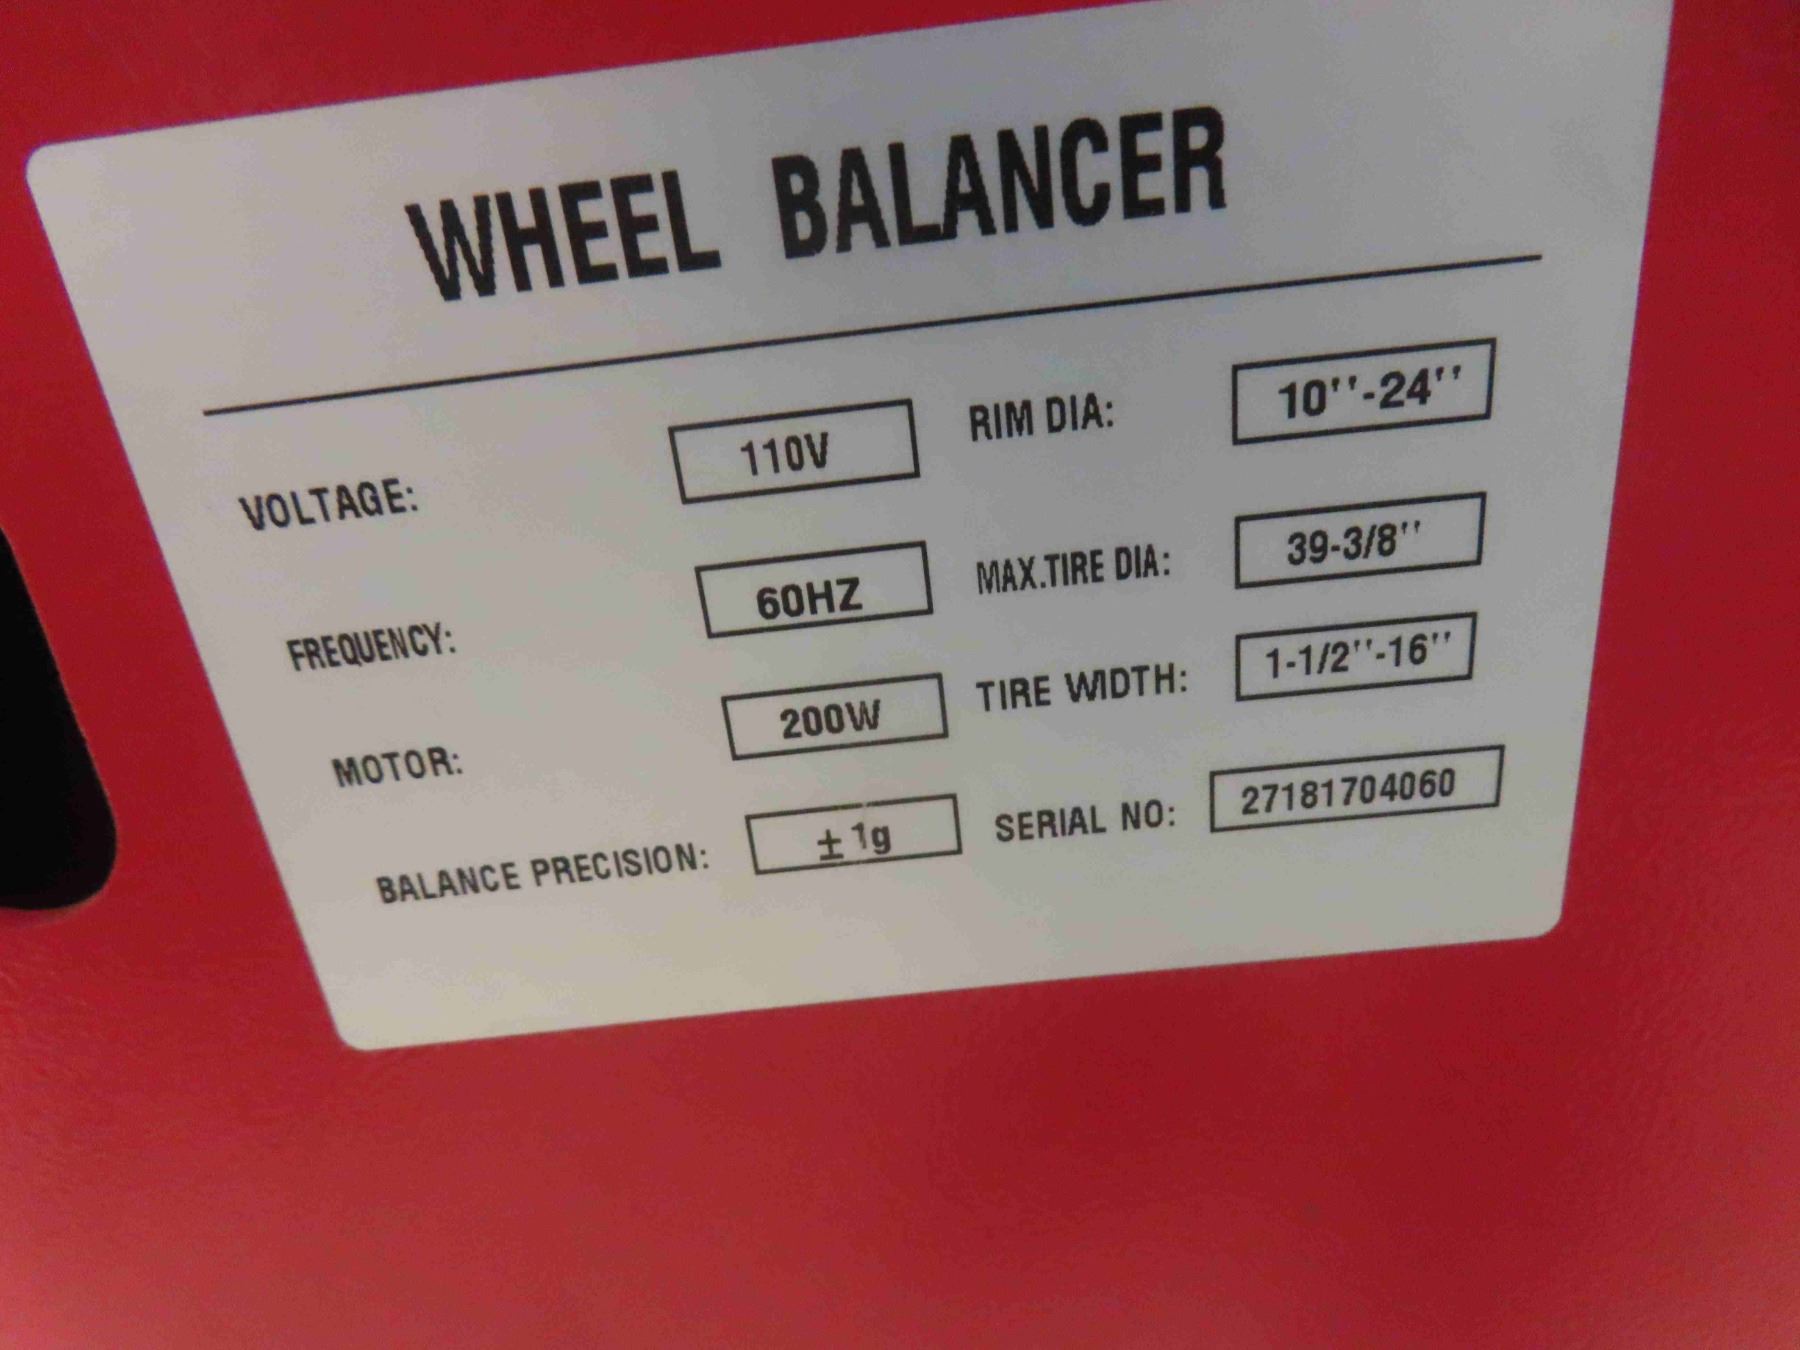 WHEEL BALANCER
VOLTAGE: 110V RIM DIA: 10''-24''
FREQUENCY: 60HZ MAX.TIRE DIA: 39-3/8''
MOTOR: 200W TIRE WIDTH: 1-1/2''-16''
BALANCE PRECISION: ± 1g SERIAL NO: 27181704060